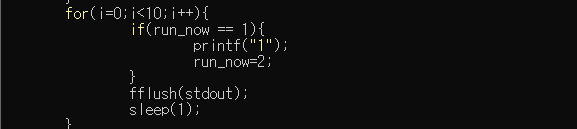 for(i=0;i<10;i++){
if(run_now == 1){
printf("1");
run_now=2;
}
fflush(stdout);
sleep(1);
}